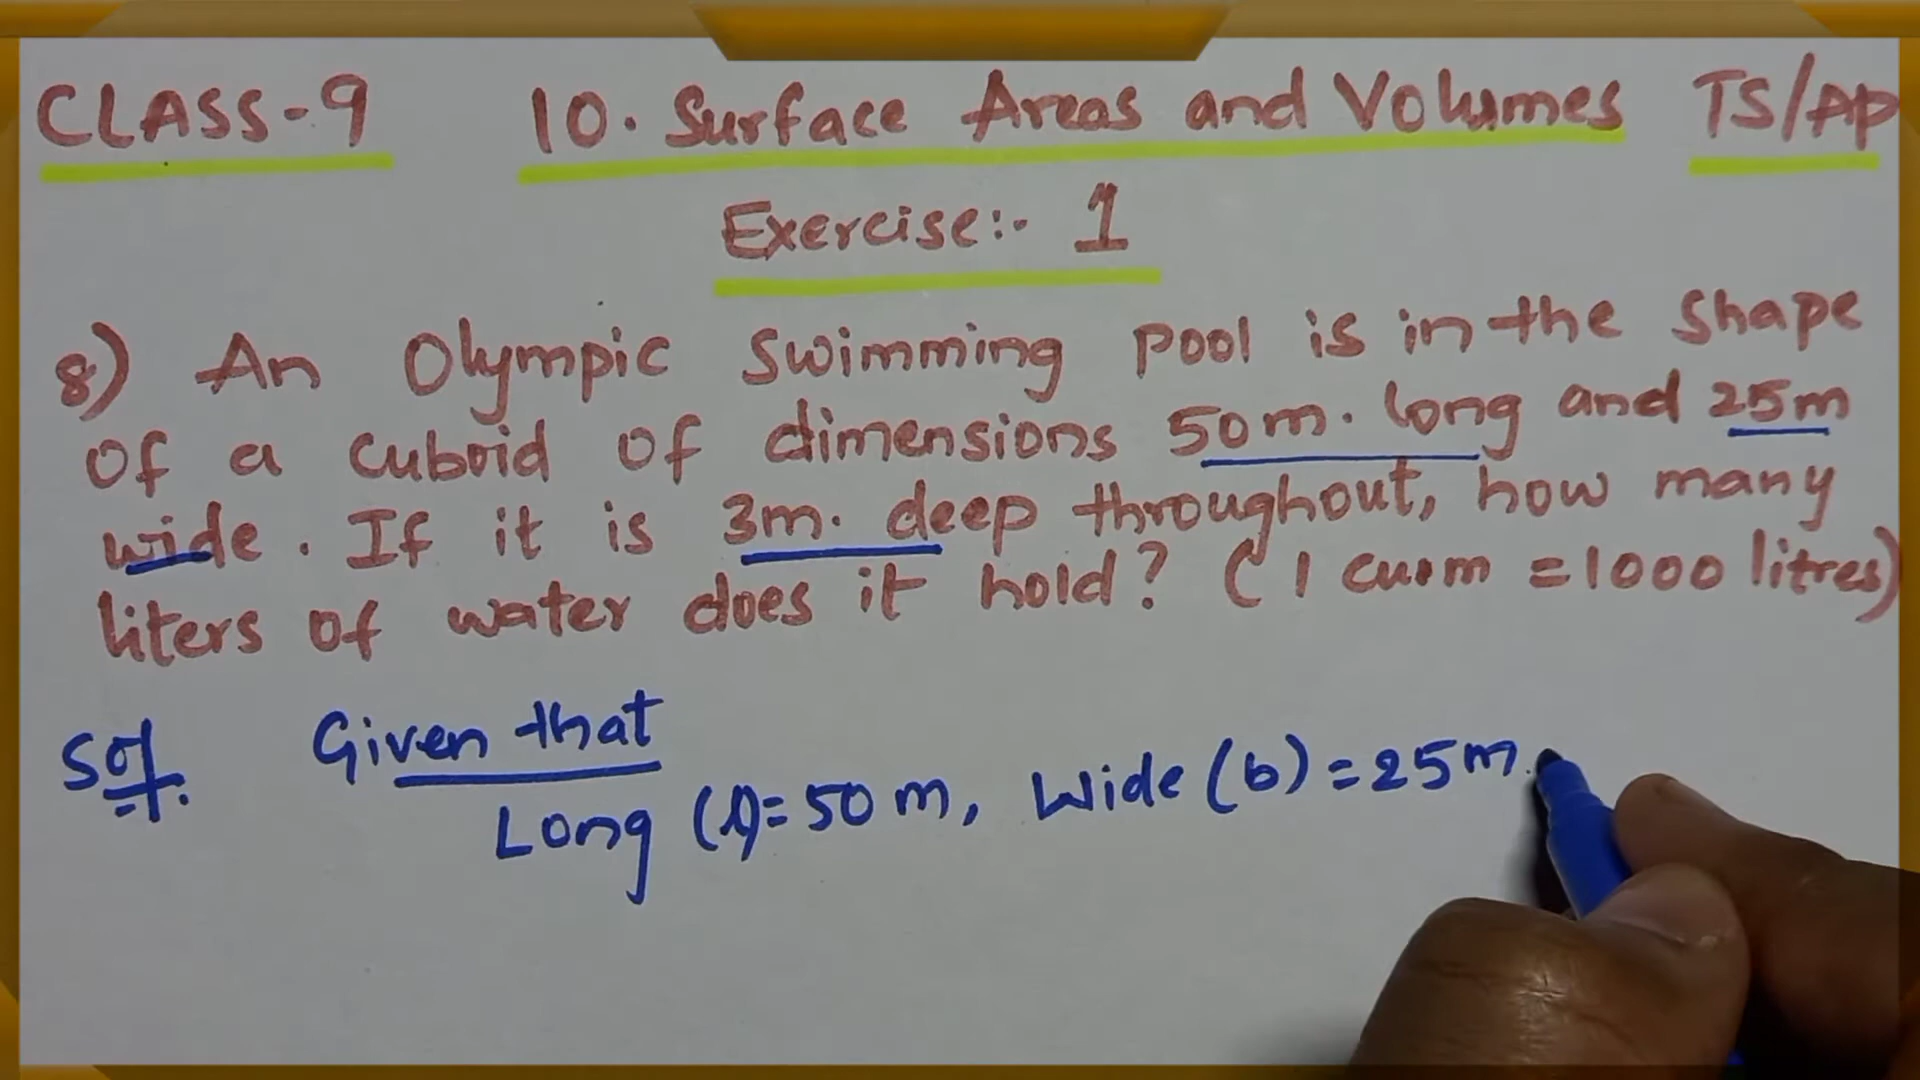 CLASS-9 10. Surface Areas and Volumes TS/AP
Exercise:- 1
8) An Olympic swimming pool is in the shape
of a cuboid of dimensions 50m. long and 25m
wide. If it is 3m. deep throughout, how many
liters of water does it hold? (1 cu.m = 1000 litres)
Sol. Given that
Long (l)=50 m, Wide (b)=25m.